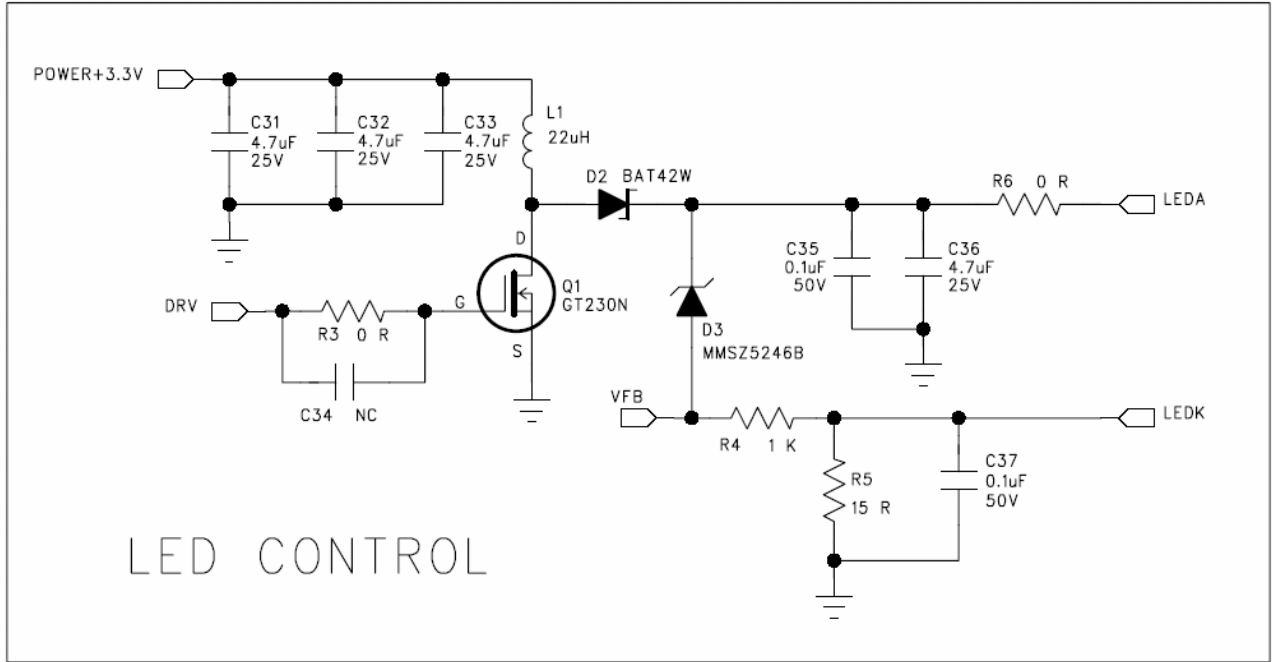 POWER+3.3V
C31
4.7uF
25V
C32
4.7uF
25V
C33
4.7uF
25V
L1
22uH
D2 BAT42W
R6 0 R
LEDA
D
C35
0.1uF
50V
C36
4.7uF
25V
DRV
G
Q1
GT230N
R3 0 R
S
D3
MMSZ5246B
C34 NC
VFB
R4 1 K
LEDK
R5
15 R
C37
0.1uF
50V
LED CONTROL